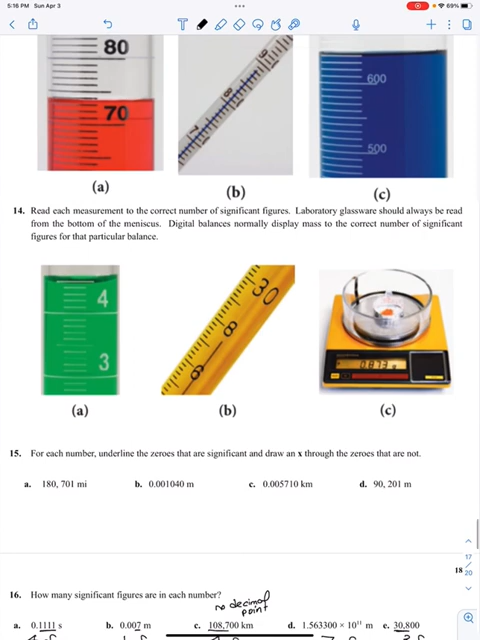 5:16 PM Sun Apr 3
69%
80
70
600
500
(a)
(b)
(c)
14. Read each measurement to the correct number of significant figures. Laboratory glassware should always be read
from the bottom of the meniscus. Digital balances normally display mass to the correct number of significant
figures for that particular balance.
4
3
30
0.873 g
(a)
(b)
(c)
15. For each number, underline the zeroes that are significant and draw an x through the zeroes that are not.
a. 180, 701 mi b. 0.001040 m c. 0.005710 km d. 90, 201 m
17
18 / 20
16. How many significant figures are in each number?
no decimal
point
a. 0.1111 s b. 0.007 m c. 108,700 km d. 1.563300 × 10¹¹ m e. 30,800